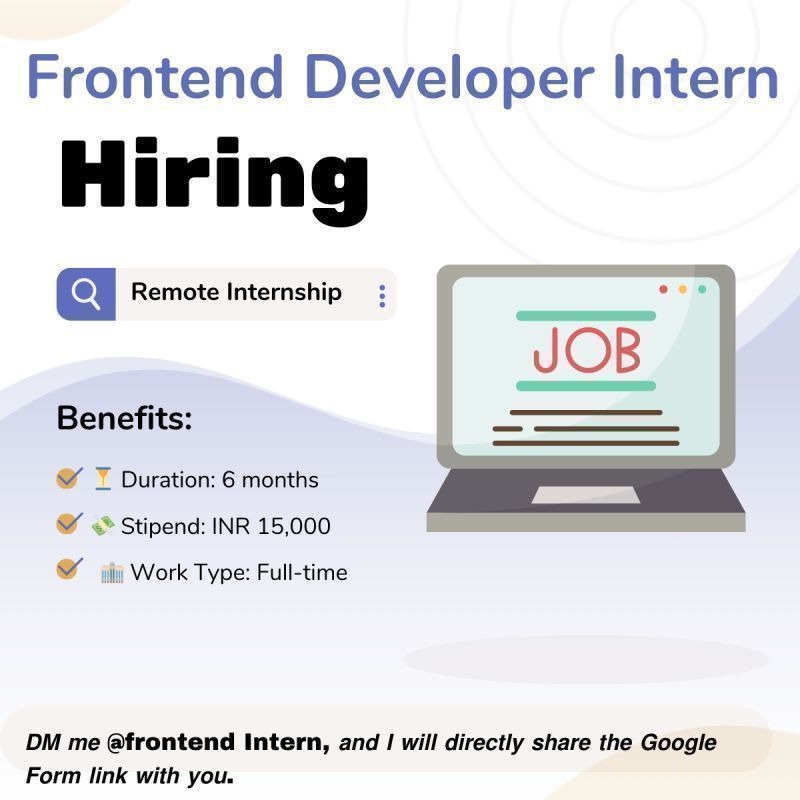 Frontend Developer Intern
Hiring
Remote Internship
JOB
Benefits:
⏳ Duration: 6 months
💸 Stipend: INR 15,000
🏥 Work Type: Full-time
DM me @frontend Intern, and I will directly share the Google
Form link with you.